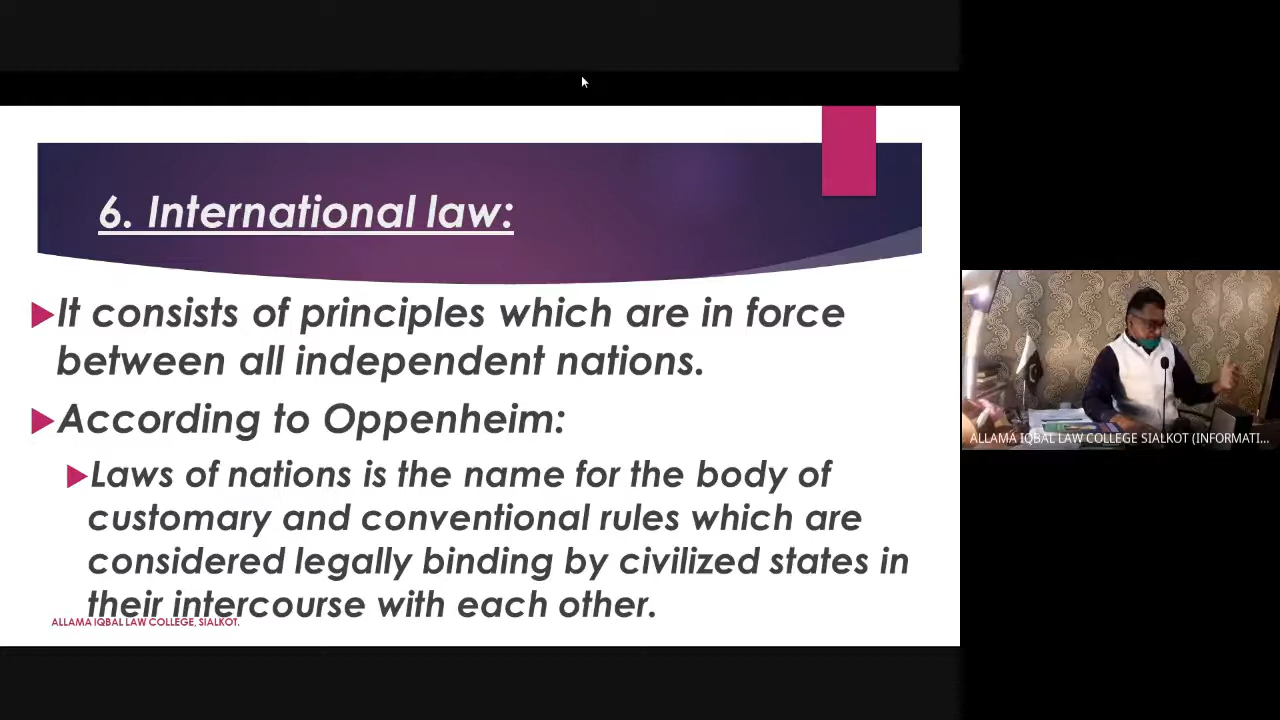 6. International law:
It consists of principles which are in force
between all independent nations.
According to Oppenheim:
Laws of nations is the name for the body of
customary and conventional rules which are
considered legally binding by civilized states in
their intercourse with each other.
ALLAMA IQBAL LAW COLLEGE, SIALKOT.
ALLAMA IQBAL LAW COLLEGE SIALKOT (INFORMATI...